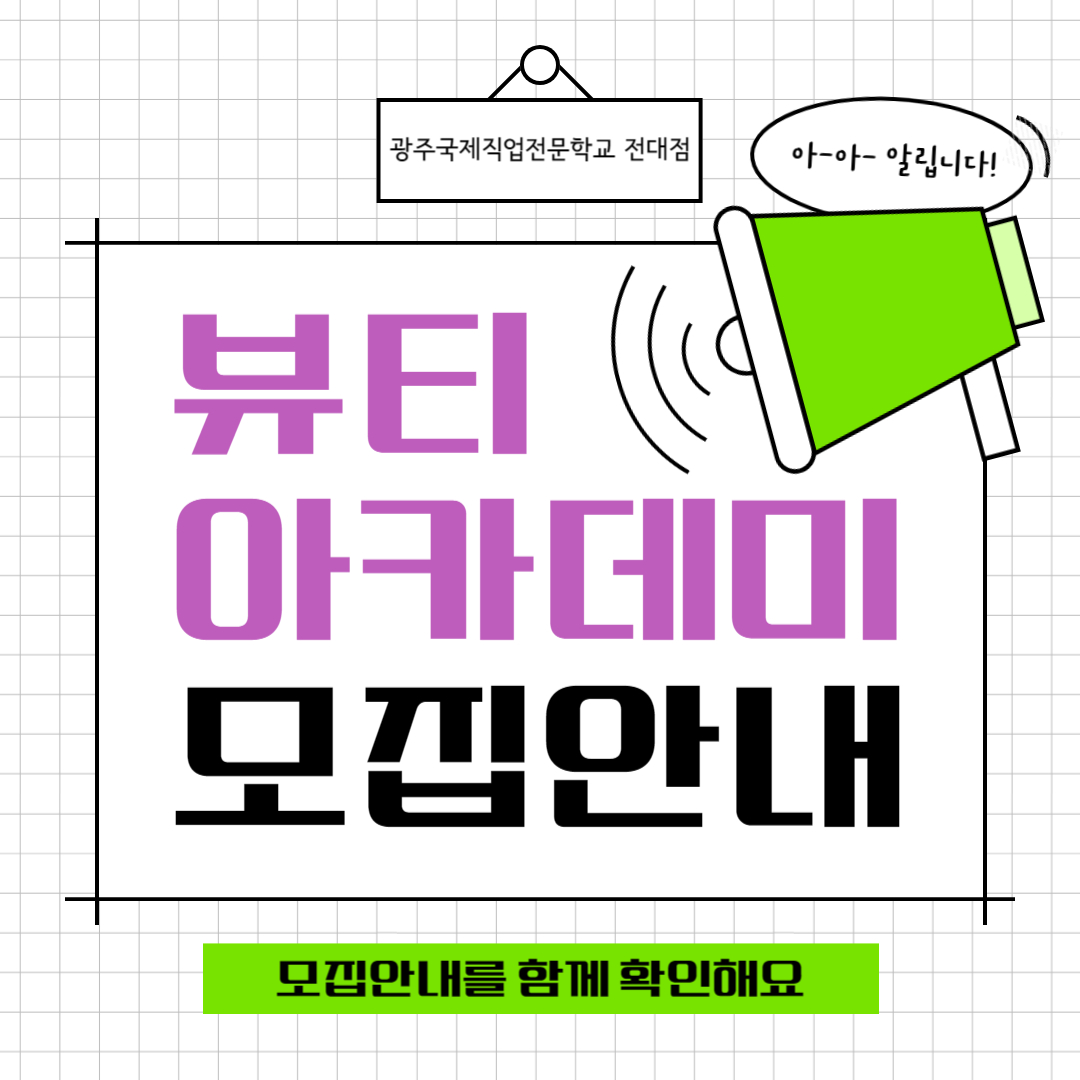 광주국제직업전문학교 전대점
아-아- 알립니다!
뷰티
아카데미
모집안내
모집안내를 함께 확인해요